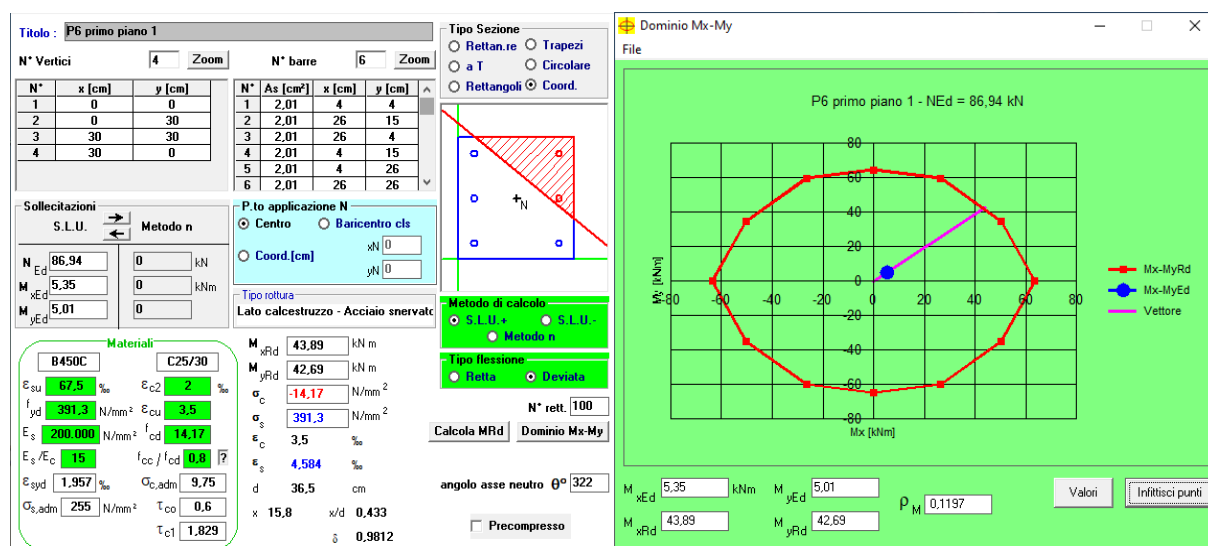 Titolo : P6 primo piano 1
N° Vertici 4 Zoom N° barre 6 Zoom
N° x [cm] y [cm]
1 0 0
2 0 30
3 30 30
4 30 0
N° As [cm²] x [cm] y [cm]
1 2,01 4 4
2 2,01 26 15
3 2,01 26 4
4 2,01 4 15
5 2,01 4 26
6 2,01 26 26
Tipo Sezione
Rettan.re Trapezi
a T Circolare
Rettangoli Coord.
N
Sollecitazioni
S.L.U. Metodo n
N Ed 86,94 0 kN
M xEd 5,35 0 kNm
M yEd 5,01 0
P.to applicazione N
Centro Baricentro cls
Coord.[cm] xN 0
yN 0
Tipo rottura
Lato calcestruzzo - Acciaio snervato
Metodo di calcolo
S.L.U.+ S.L.U.-
Metodo n
Tipo flessione
Retta Deviata
N° rett. 100
Calcola MRd Dominio Mx-My
angolo asse neutro θ° 322
Precompresso
Materiali
B450C C25/30
εsu 67,5 ‰ εc2 2 ‰
fyd 391,3 N/mm² εcu 3,5
Es 200.000 N/mm² fcd 14,17
Es/Ec 15 fcc/fcd 0,8 ?
εsyd 1,957 ‰ σc,adm 9,75
σs,adm 255 N/mm² τco 0,6
τc1 1,829
M xRd 43,89 kN m
M yRd 42,69 kN m
σc -14,17 N/mm²
σs 391,3 N/mm²
εc 3,5 ‰
εs 4,584 ‰
d 36,5 cm
x 15,8 x/d 0,433
δ 0,9812
Dominio Mx-My
File
P6 primo piano 1 - NEd = 86,94 kN
80
60
40
20
0
-20
-40
-60
-80
-80 -60 -40 -20 0 20 40 60 80
My [kNm]
Mx [kNm]
Mx-MyRd
Mx-MyEd
Vettore
M xEd 5,35 kNm M yEd 5,01
M xRd 43,89 M yRd 42,69
ρ M 0,1197
Valori Infittisci punti